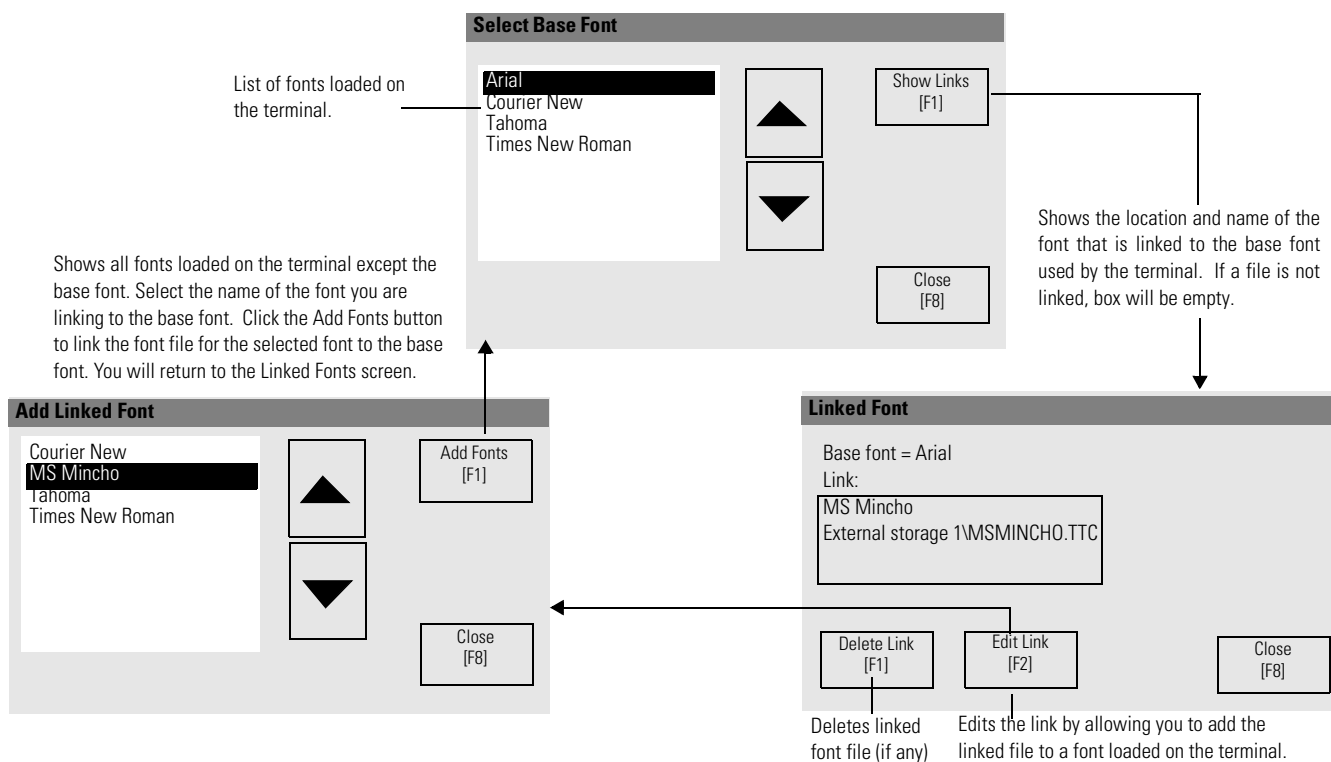 Select Base Font
List of fonts loaded on
the terminal.
Arial
Courier New
Tahoma
Times New Roman
Show Links
[F1]
Close
[F8]
Shows the location and name of the
font that is linked to the base font
used by the terminal. If a file is not
linked, box will be empty.
Shows all fonts loaded on the terminal except the
base font. Select the name of the font you are
linking to the base font. Click the Add Fonts button
to link the font file for the selected font to the base
font. You will return to the Linked Fonts screen.
Add Linked Font
Courier New
MS Mincho
Tahoma
Times New Roman
Add Fonts
[F1]
Close
[F8]
Linked Font
Base font = Arial
Link:
MS Mincho
External storage 1\MSMINCHO.TTC
Delete Link
[F1]
Edit Link
[F2]
Close
[F8]
Deletes linked
font file (if any)
Edits the link by allowing you to add the
linked file to a font loaded on the terminal.